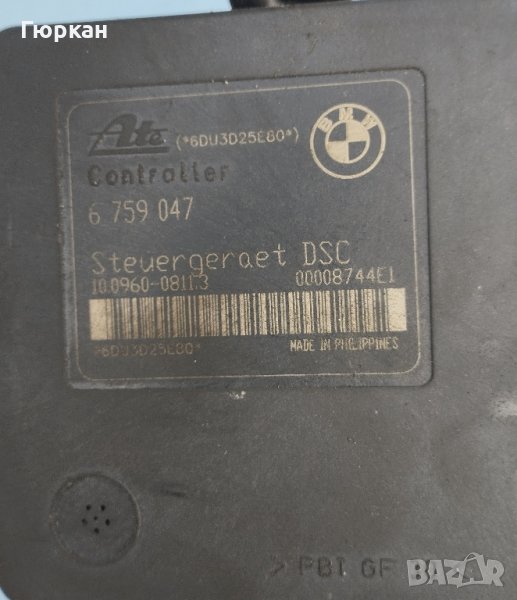 Гюркан
Ate (*6DU3D25E80*)
BMW
Controller
6 759 047
Steuergeraet DSC
10.0960-0811.3 00008744E1
*6DU3D25E80*
MADE IN PHILIPPINES
> PBT GF
bazar